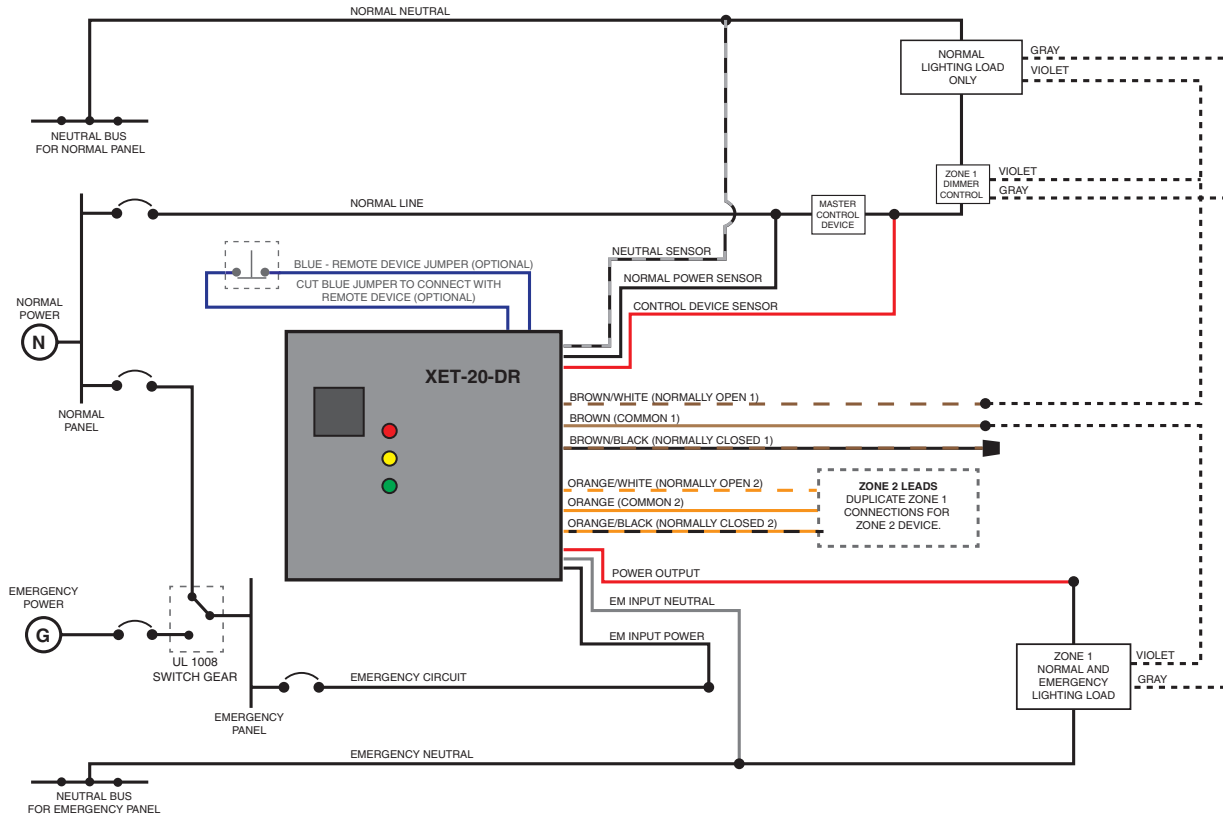 NORMAL NEUTRAL
NORMAL
LIGHTING LOAD
ONLY
GRAY
VIOLET
NEUTRAL BUS
FOR NORMAL PANEL
ZONE 1
DIMMER
CONTROL
VIOLET
GRAY
NORMAL LINE
MASTER
CONTROL
DEVICE
NEUTRAL SENSOR
BLUE - REMOTE DEVICE JUMPER (OPTIONAL)
CUT BLUE JUMPER TO CONNECT WITH
REMOTE DEVICE (OPTIONAL)
NORMAL POWER SENSOR
CONTROL DEVICE SENSOR
NORMAL
POWER
N
XET-20-DR
NORMAL
PANEL
BROWN/WHITE (NORMALLY OPEN 1)
BROWN (COMMON 1)
BROWN/BLACK (NORMALLY CLOSED 1)
ORANGE/WHITE (NORMALLY OPEN 2)
ORANGE (COMMON 2)
ORANGE/BLACK (NORMALLY CLOSED 2)
ZONE 2 LEADS
DUPLICATE ZONE 1
CONNECTIONS FOR
ZONE 2 DEVICE.
POWER OUTPUT
EM INPUT NEUTRAL
EM INPUT POWER
EMERGENCY
POWER
G
UL 1008
SWITCH GEAR
EMERGENCY CIRCUIT
EMERGENCY
PANEL
ZONE 1
NORMAL AND
EMERGENCY
LIGHTING LOAD
VIOLET
GRAY
EMERGENCY NEUTRAL
NEUTRAL BUS
FOR EMERGENCY PANEL